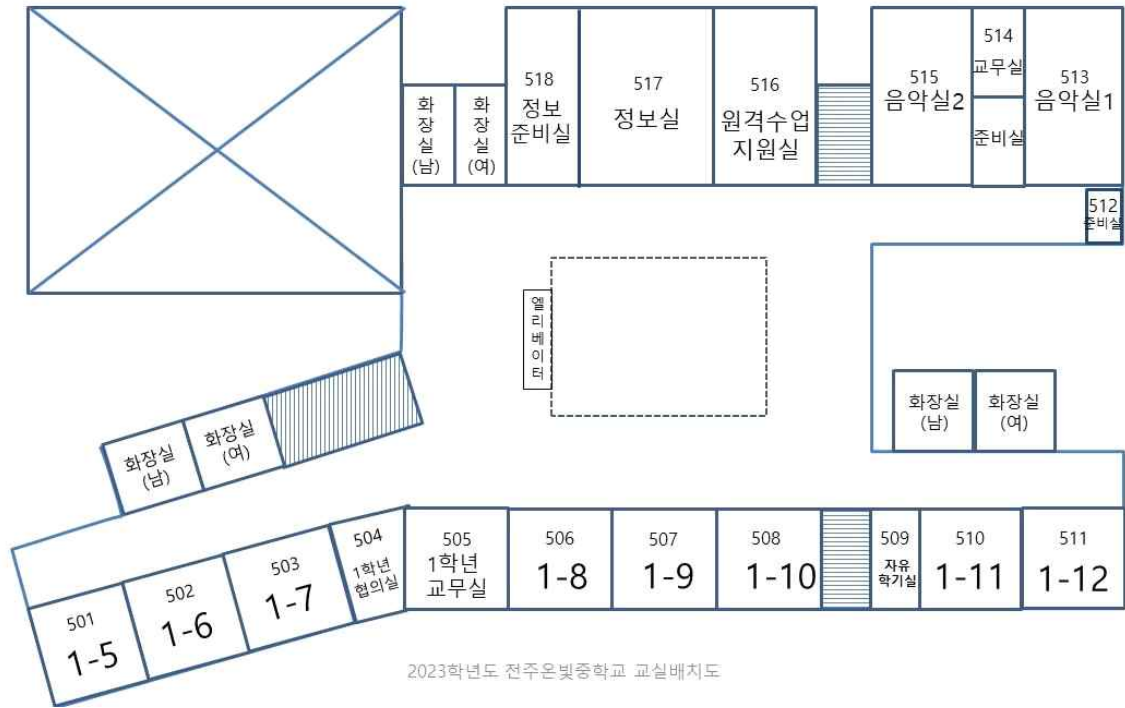 518
정보
준비실
517
정보실
516
원격수업
지원실
515
음악실2
514
교무실
준비실
513
음악실1
화
장
실
(남)
화
장
실
(여)
512
준비실
엘
리
베
이
터
화장실
(남)
화장실
(여)
화장실
(남)
화장실
(여)
501
1-5
502
1-6
503
1-7
504
1학년
협의실
505
1학년
교무실
506
1-8
507
1-9
508
1-10
509
자유
학기실
510
1-11
511
1-12
2023학년도 전주온빛중학교 교실배치도